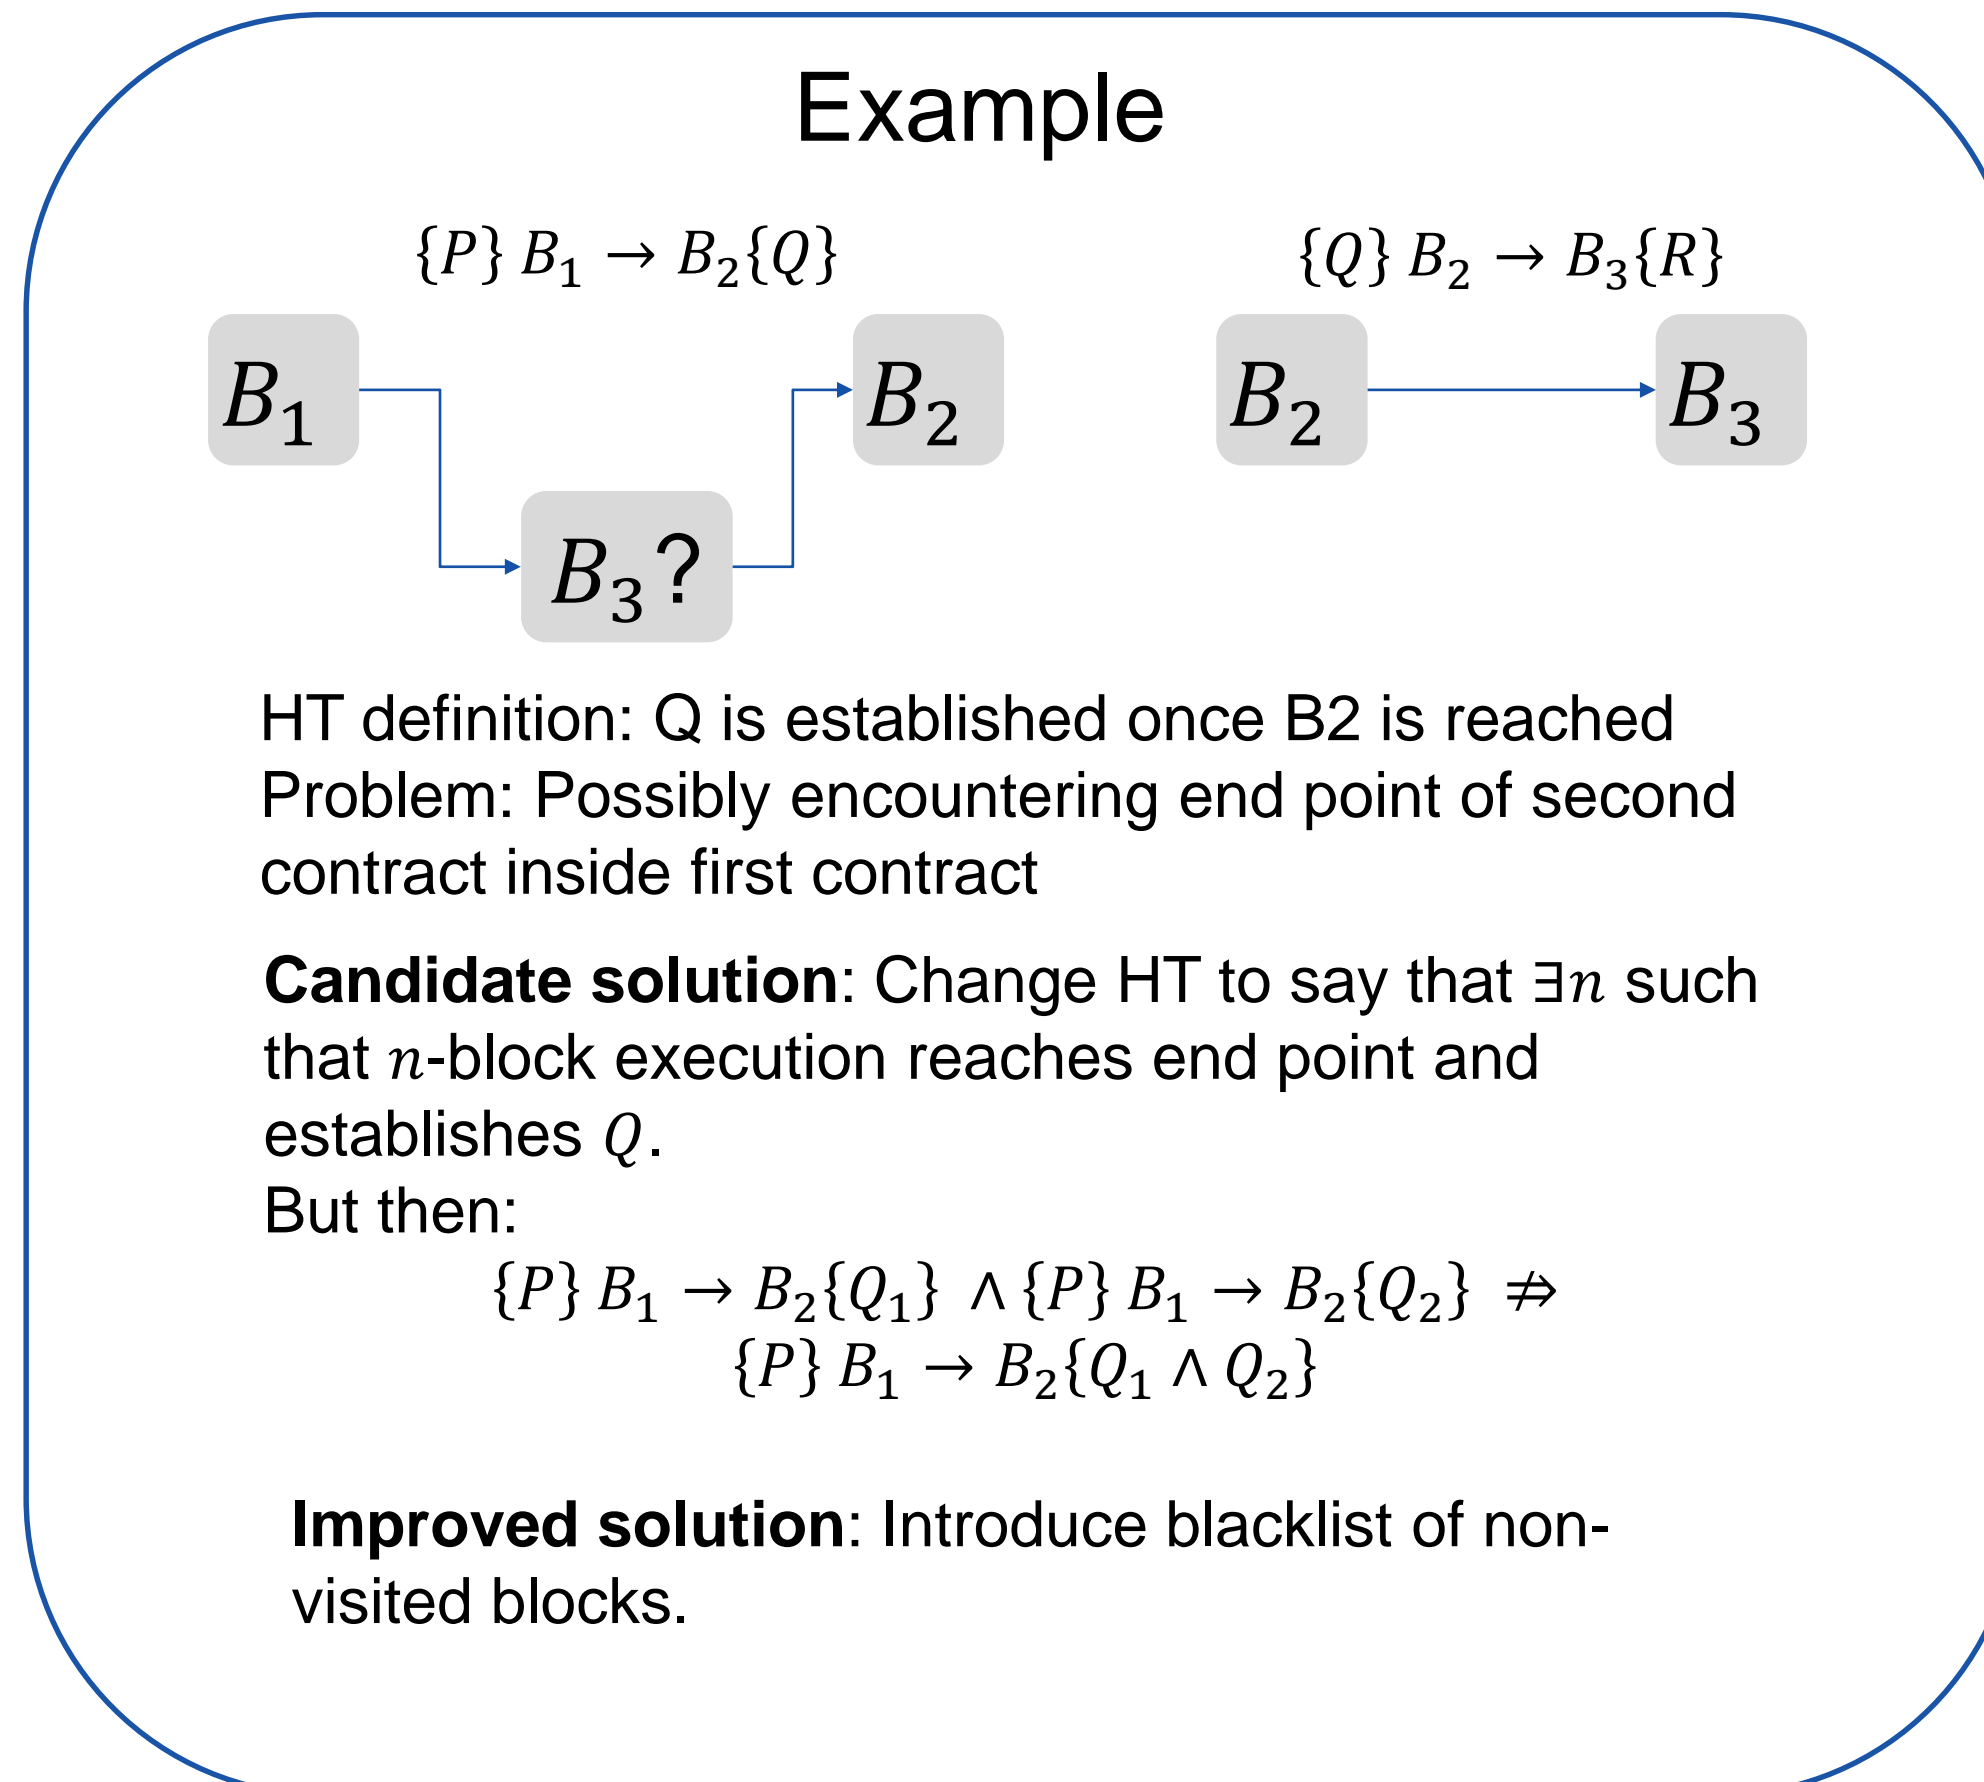 Example
{P} B₁ → B₂{Q}
{Q} B₂ → B₃{R}
B₁
B₂
B₂
B₃
B₃?
HT definition: Q is established once B2 is reached
Problem: Possibly encountering end point of second
contract inside first contract
Candidate solution: Change HT to say that ∃n such
that n-block execution reaches end point and
establishes Q.
But then:
{P} B₁ → B₂{Q₁} ∧ {P} B₁ → B₂{Q₂} ⇏
{P} B₁ → B₂{Q₁ ∧ Q₂}
Improved solution: Introduce blacklist of non-
visited blocks.